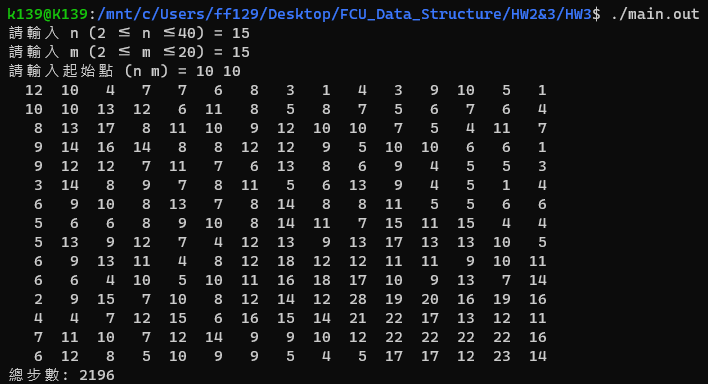 k139@K139:/mnt/c/Users/ff129/Desktop/FCU_Data_Structure/HW2&3/HW3$ ./main.out
請輸入 n (2 ≤ n ≤40) = 15
請輸入 m (2 ≤ m ≤20) = 15
請輸入起始點 (n m) = 10 10
12 10 4 7 7 6 8 3 1 4 3 9 10 5 1
10 10 13 12 6 11 8 5 8 7 5 6 7 6 4
8 13 17 8 11 10 9 12 10 10 7 5 4 11 7
9 14 16 14 8 8 12 12 9 5 10 10 6 6 1
9 12 12 7 11 7 6 13 8 6 9 4 5 5 3
3 14 8 9 7 8 11 5 6 13 9 4 5 1 4
6 9 10 8 13 7 8 14 8 8 11 5 5 6 6
5 6 6 8 9 10 8 14 11 7 15 11 15 4 4
5 13 9 12 7 4 12 13 9 13 17 13 13 10 5
6 9 13 11 4 8 12 18 12 12 11 11 9 10 11
6 6 4 10 5 10 11 16 18 17 10 9 13 7 14
2 9 15 7 10 8 12 14 12 28 19 20 16 19 16
4 4 7 12 15 6 16 15 14 21 22 17 13 12 11
7 11 10 7 12 14 9 9 10 12 22 22 22 22 16
6 12 8 5 10 9 9 5 4 5 17 17 12 23 14
總步數: 2196